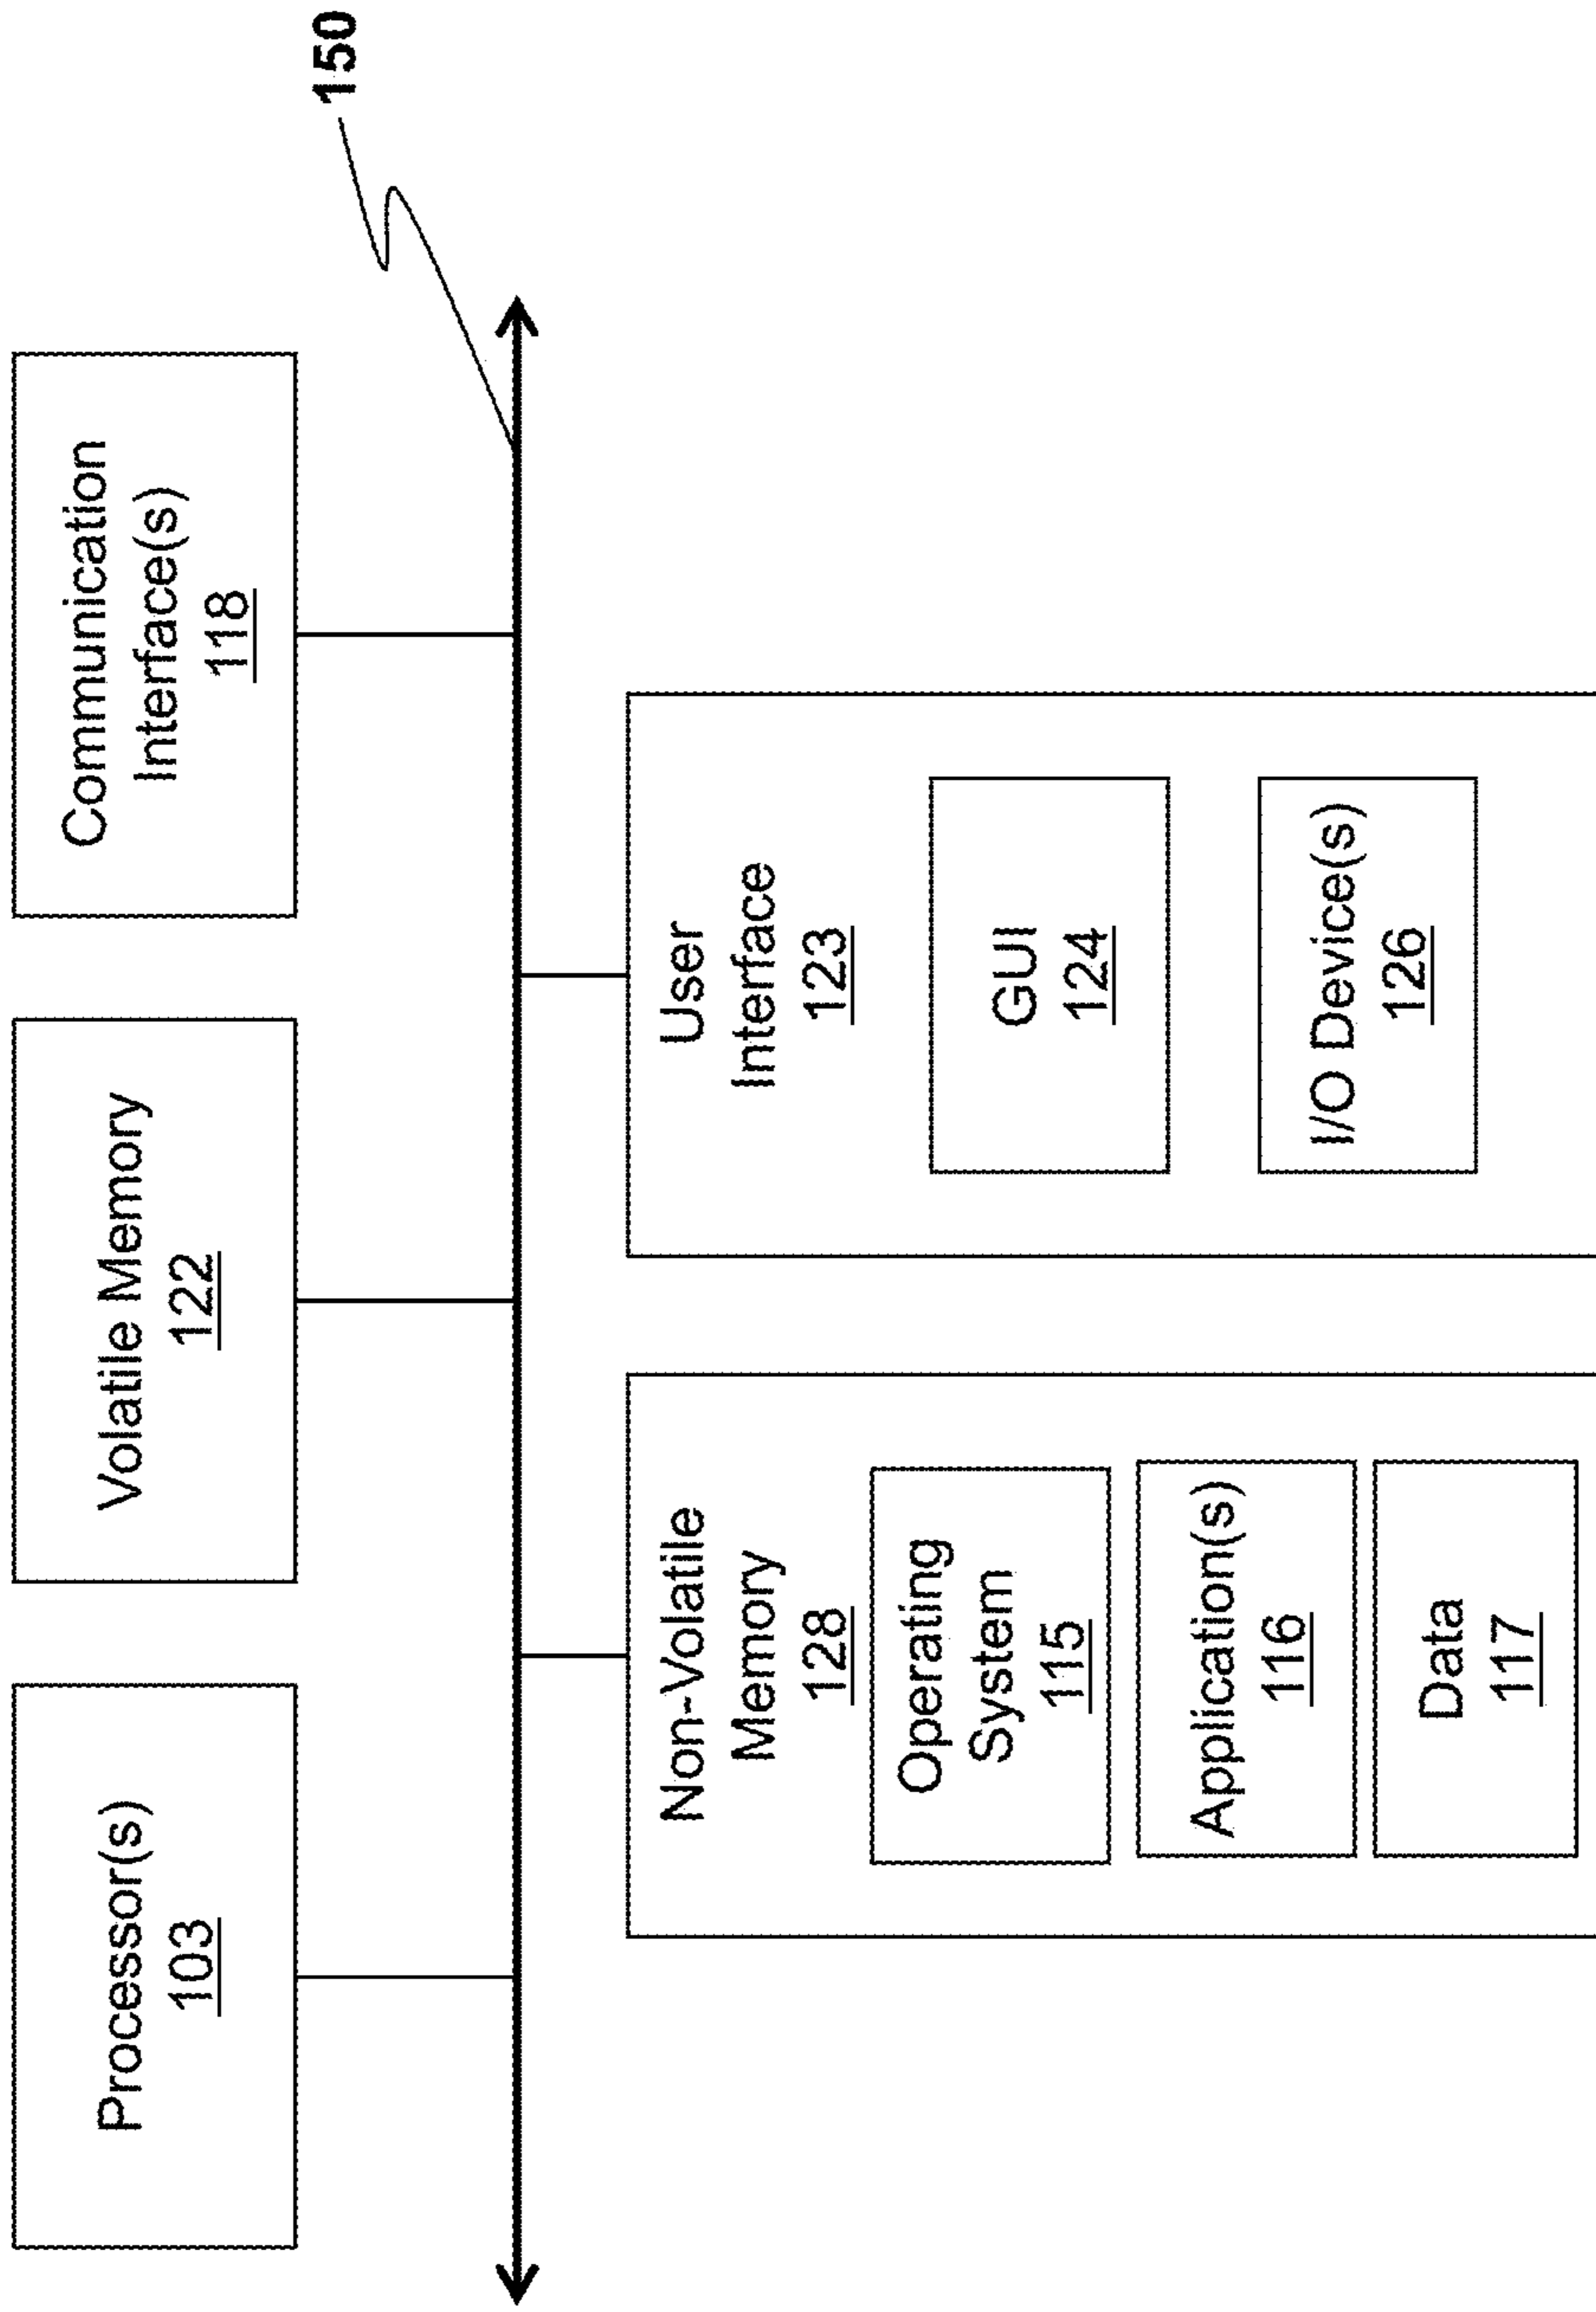 Processor(s)
103
Volatile Memory
122
Communication
Interface(s)
118
150
Non-Volatile
Memory
128
Operating
System
115
Application(s)
116
Data
117
User
Interface
123
GUI
124
I/O Device(s)
126